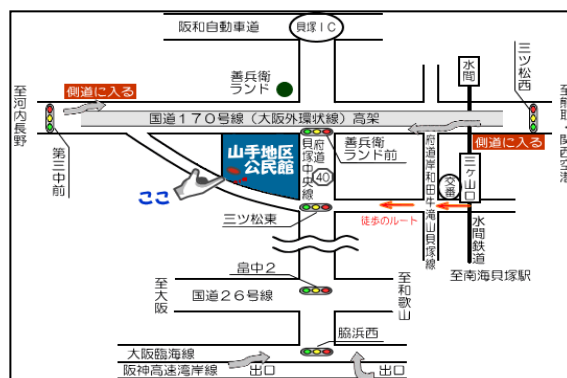 阪和自動車道
貝塚IC
善兵衛
ランド
水間
三ツ松西
至河内長野
側道に入る
至熊取・関西空港
国道170号線（大阪外環状線）高架
第三中前
山手地区
公民館
ここ
府道
40
貝塚中央線
善兵衛
ランド前
側道に入る
府道岸和田牛滝山貝塚線
交番
三ヶ山口
三ツ松東
徒歩のルート
水間鉄道
至南海貝塚駅
畠中2
至大阪
国道26号線
至和歌山
脇浜西
大阪臨海線
阪神高速湾岸線
出口
出口